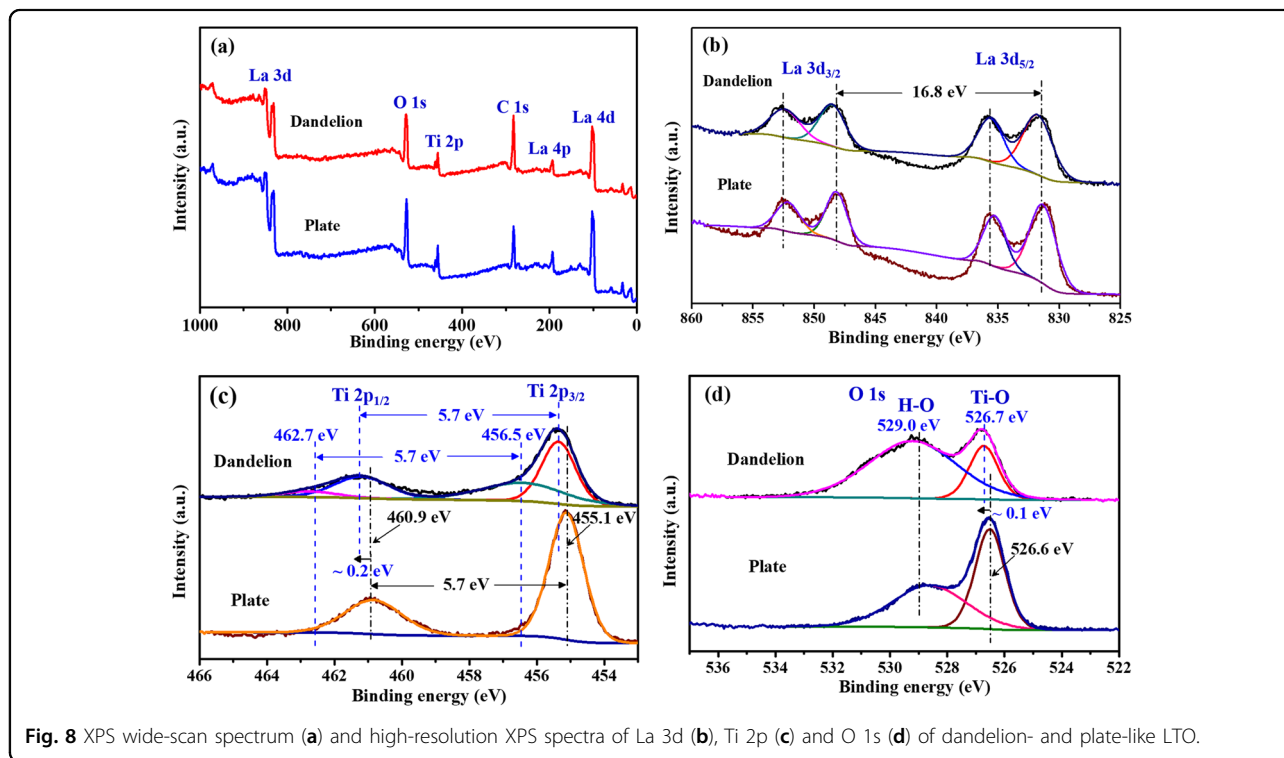 (a)
La 3d
O 1s
C 1s
La 4d
Dandelion
Ti 2p
La 4p
Plate
Intensity (a.u.)
1000 800 600 400 200 0
Binding energy (eV)
(b)
La 3d3/2
La 3d5/2
Dandelion
16.8 eV
Plate
Intensity (a.u.)
860 855 850 845 840 835 830 825
Binding energy (eV)
(c)
Ti 2p1/2
Ti 2p3/2
5.7 eV
462.7 eV
456.5 eV
5.7 eV
Dandelion
460.9 eV
455.1 eV
~ 0.2 eV
5.7 eV
Plate
Intensity (a.u.)
466 464 462 460 458 456 454
Binding energy (eV)
(d)
O 1s
H-O
Ti-O
529.0 eV
526.7 eV
Dandelion
~ 0.1 eV
526.6 eV
Plate
Intensity (a.u.)
536 534 532 530 528 526 524 522
Binding energy (eV)
Fig. 8 XPS wide-scan spectrum (a) and high-resolution XPS spectra of La 3d (b), Ti 2p (c) and O 1s (d) of dandelion- and plate-like LTO.